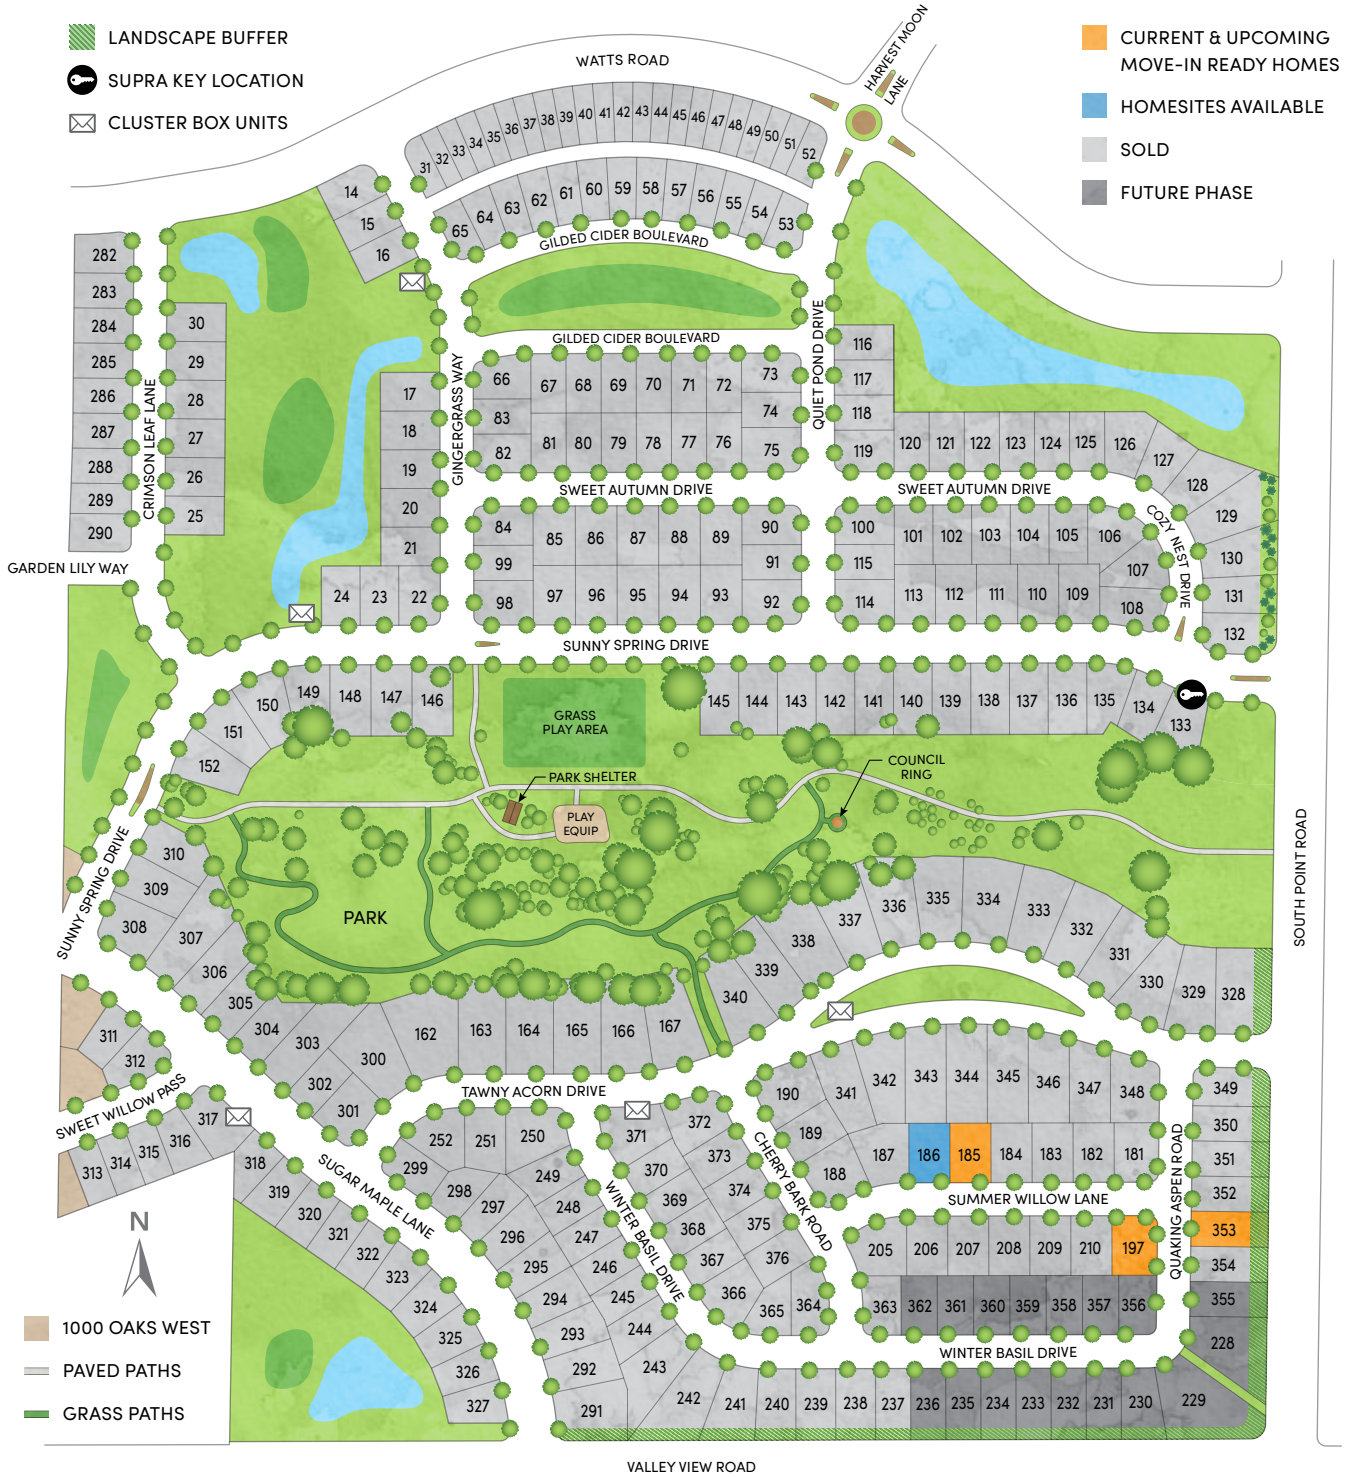 LANDSCAPE BUFFER
SUPRA KEY LOCATION
CLUSTER BOX UNITS
CURRENT & UPCOMING
MOVE-IN READY HOMES
HOMESITES AVAILABLE
SOLD
FUTURE PHASE
WATTS ROAD
HARVEST MOON
LANE
31 32 33 34 35 36 37 38 39 40 41 42 43 44 45 46 47 48 49 50 51 52
65 64 63 62 61 60 59 58 57 56 55 54 53
GILDED CIDER BOULEVARD
14
15
16
282
283
284
285
286
287
288
289
290
30
29
28
27
26
25
CRIMSON LEAF LANE
GARDEN LILY WAY
17
18
19
20
21
24 23 22
GINGERGRASS WAY
GILDED CIDER BOULEVARD
66 67 68 69 70 71 72 73
83 74
82 81 80 79 78 77 76 75
QUIET POND DRIVE
116
117
118
119 120 121 122 123 124 125 126 127 128 129 130 131 132
SWEET AUTUMN DRIVE
SWEET AUTUMN DRIVE
COZY NEST DRIVE
84 85 86 87 88 89 90
99 91
98 97 96 95 94 93 92
100 101 102 103 104 105 106
115 107
114 113 112 111 110 109 108
SUNNY SPRING DRIVE
152 151 150 149 148 147 146
GRASS
PLAY AREA
145 144 143 142 141 140 139 138 137 136 135 134 133
COUNCIL
RING
PARK SHELTER
PLAY
EQUIP
PARK
SUNNY SPRING DRIVE
SOUTH POINT ROAD
310
309
308 307
306
305
304 303
302 300
301
162 163 164 165 166 167
340 339 338 337 336 335 334 333 332 331 330 329 328
311
312
SWEET WILLOW PASS
313 314 315 316 317
TAWNY ACORN DRIVE
318
319
320
321
322
323
324
325
326
327
SUGAR MAPLE LANE
252 251 250
299 249
298 297 248
296 247
295 246
294 245
293 244
292 243
291 242 241 240 239 238 237 236 235 234 233 232 231 230 229
WINTER BASIL DRIVE
371 372
370 373
369 374
368 375
367 376
366 365 364
CHERRY BARK ROAD
190 341 342 343 344 345 346 347 348
189
188 187 186 185 184 183 182 181
SUMMER WILLOW LANE
205 206 207 208 209 210 197
363 362 361 360 359 358 357 356
WINTER BASIL DRIVE
QUAKING ASPEN ROAD
349
350
351
352
353
354
355
228
N
1000 OAKS WEST
PAVED PATHS
GRASS PATHS
VALLEY VIEW ROAD